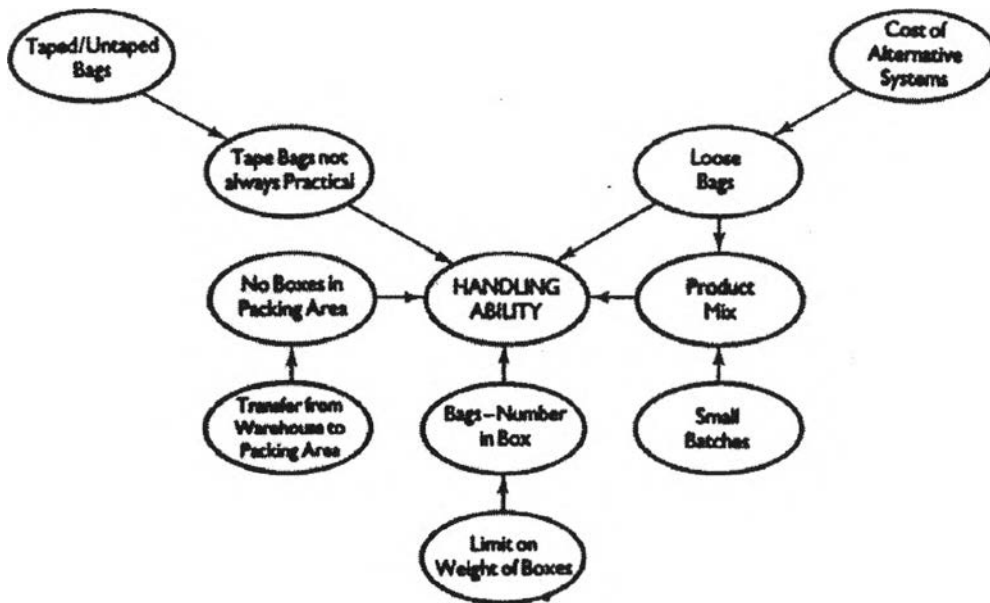 Taped/Untaped
Bags
Cost of
Alternative
Systems
Tape Bags not
always Practical
Loose
Bags
No Boxes in
Packing Area
HANDLING
ABILITY
Product
Mix
Transfer from
Warehouse to
Packing Area
Bags – Number
in Box
Small
Batches
Limit on
Weight of Boxes